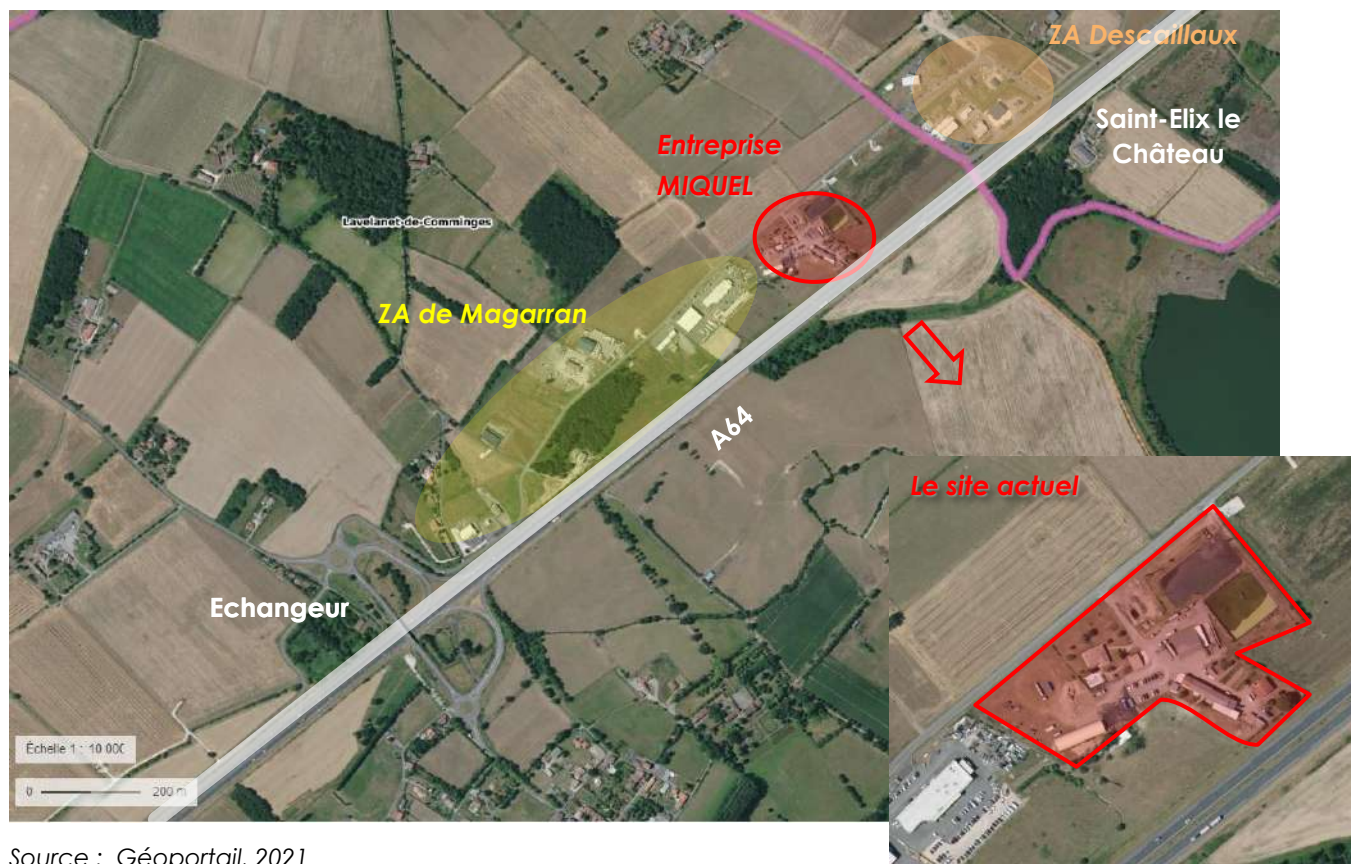 ZA Descaillaux
Saint-Elix le
Château
Entreprise
MIQUEL
Lavelanet-de-Comminges
ZA de Magarran
A64
Le site actuel
Echangeur
Échelle 1 : 10 000
0 200 m
Source : Géoportail, 2021